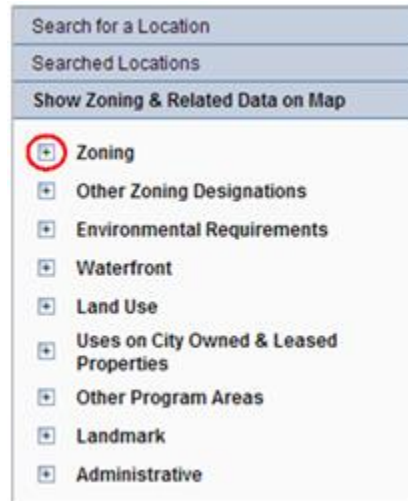 Search for a Location
Searched Locations
Show Zoning & Related Data on Map
Zoning
Other Zoning Designations
Environmental Requirements
Waterfront
Land Use
Uses on City Owned & Leased
Properties
Other Program Areas
Landmark
Administrative